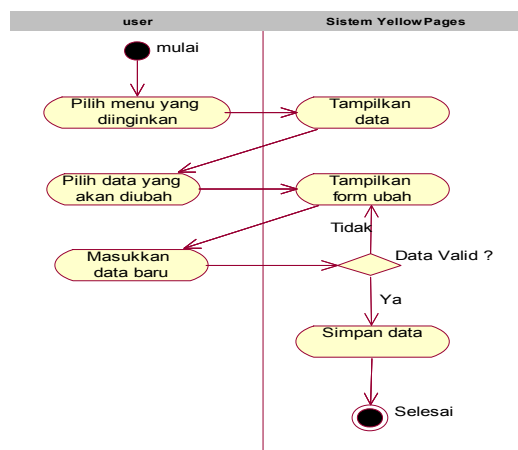 user
Sistem YellowPages
mulai
Pilih menu yang
diinginkan
Tampilkan
data
Pilih data yang
akan diubah
Tampilkan
form ubah
Tidak
Masukkan
data baru
Data Valid ?
Ya
Simpan data
Selesai